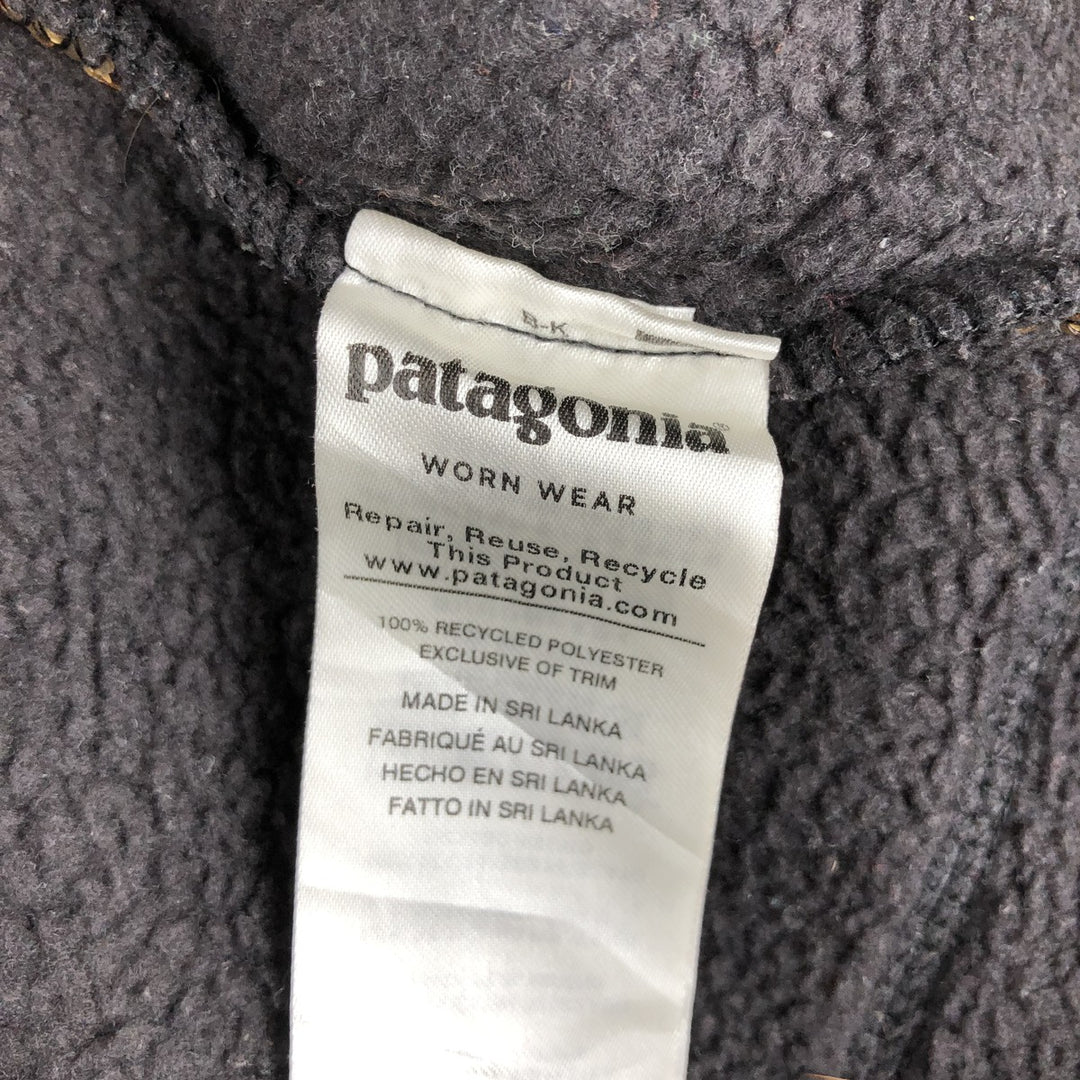 R-K
patagonia®
WORN WEAR
Repair, Reuse, Recycle
This Product
www.patagonia.com
100% RECYCLED POLYESTER
EXCLUSIVE OF TRIM
MADE IN SRI LANKA
FABRIQUÉ AU SRI LANKA
HECHO EN SRI LANKA
FATTO IN SRI LANKA